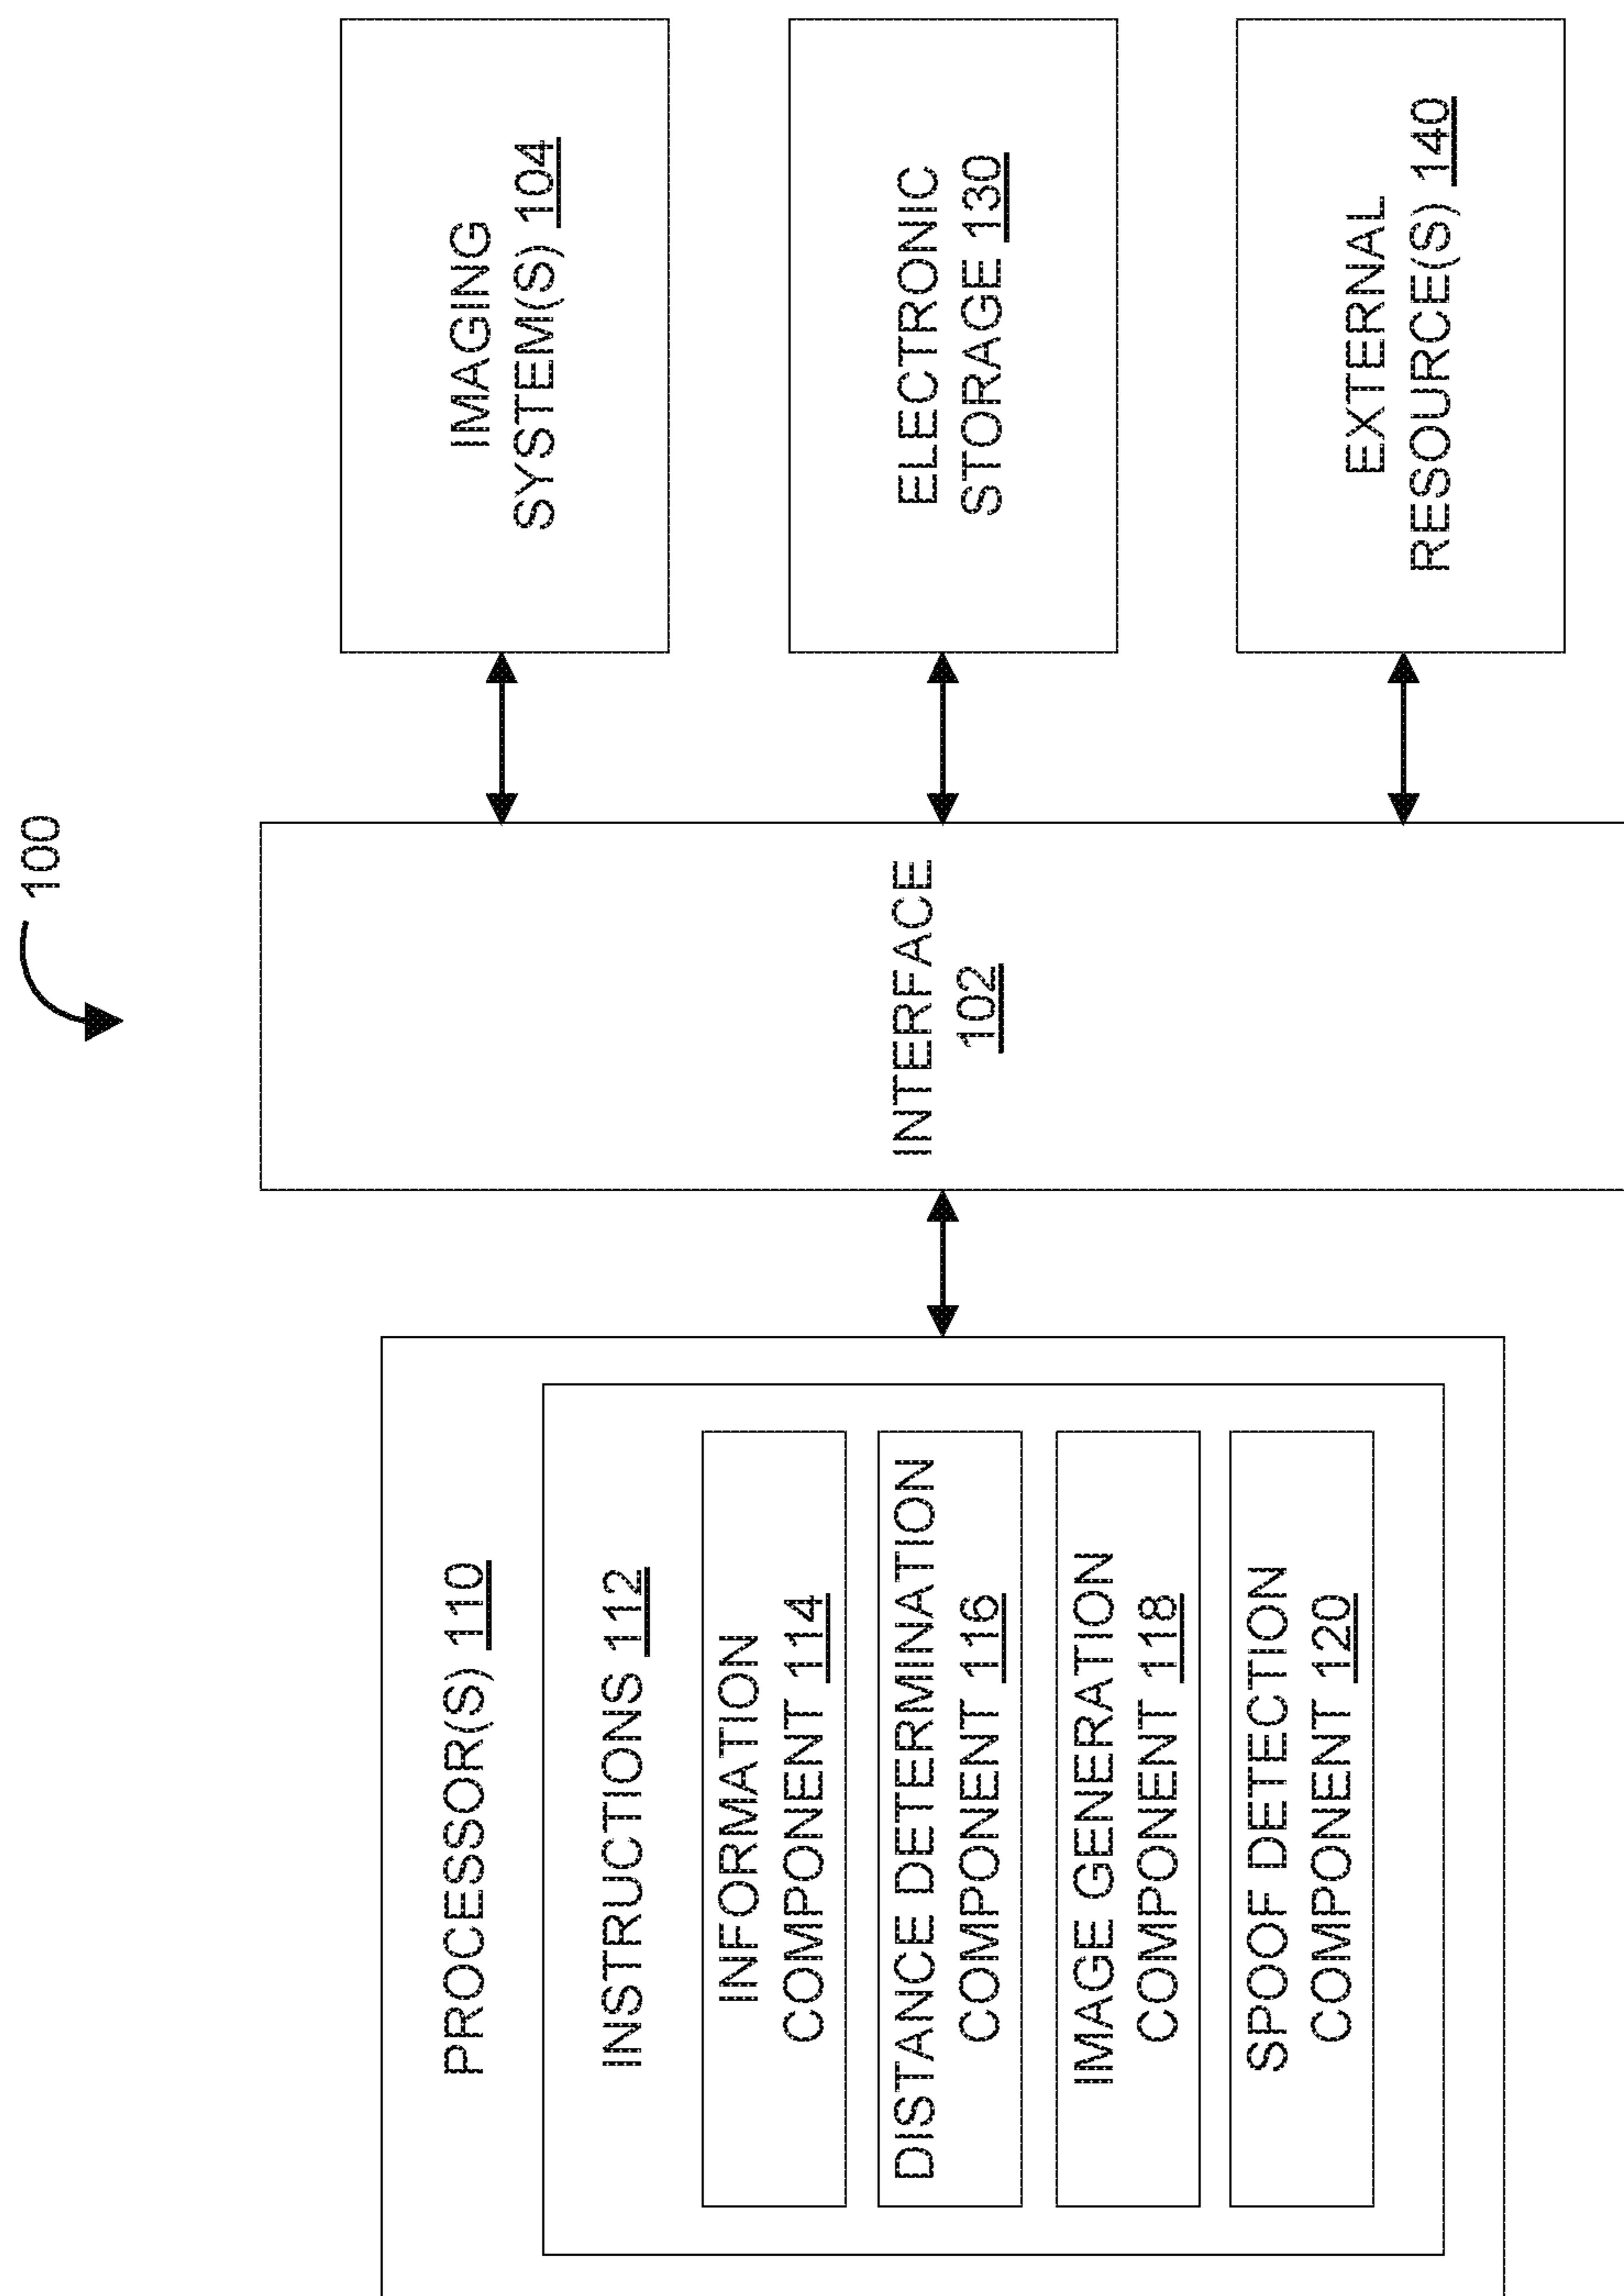 100
PROCESSOR(S) 110
INSTRUCTIONS 112
INFORMATION
COMPONENT 114
DISTANCE DETERMINATION
COMPONENT 116
IMAGE GENERATION
COMPONENT 118
SPOOF DETECTION
COMPONENT 120
INTERFACE
102
IMAGING
SYSTEM(S) 104
ELECTRONIC
STORAGE 130
EXTERNAL
RESOURCE(S) 140